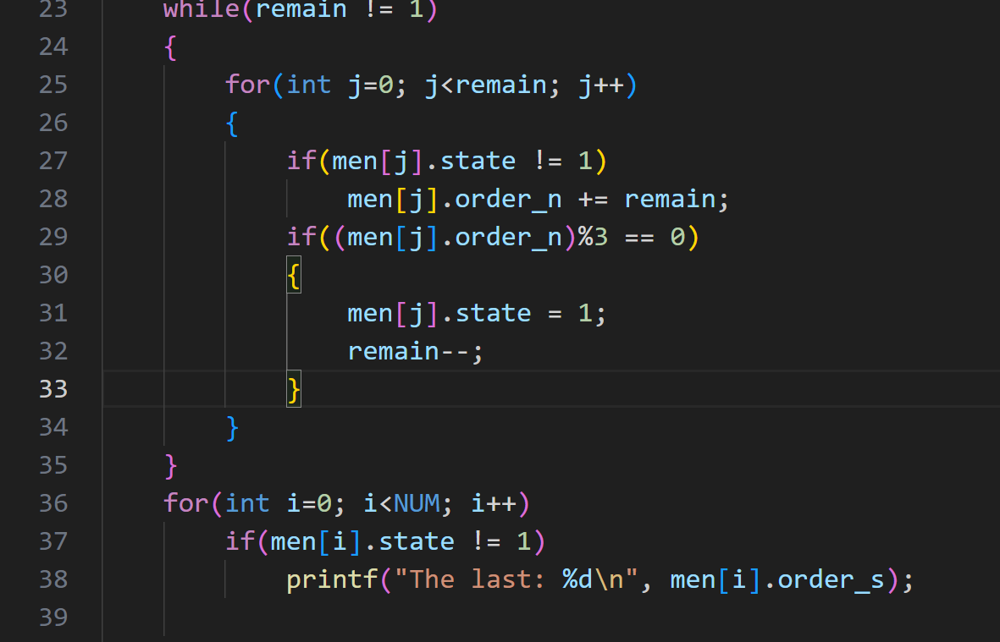 23 while(remain != 1)
24 {
25 for(int j=0; j<remain; j++)
26 {
27 if(men[j].state != 1)
28 men[j].order_n += remain;
29 if((men[j].order_n)%3 == 0)
30 {
31 men[j].state = 1;
32 remain--;
33 }
34 }
35 }
36 for(int i=0; i<NUM; i++)
37 if(men[i].state != 1)
38 printf("The last: %d\n", men[i].order_s);
39